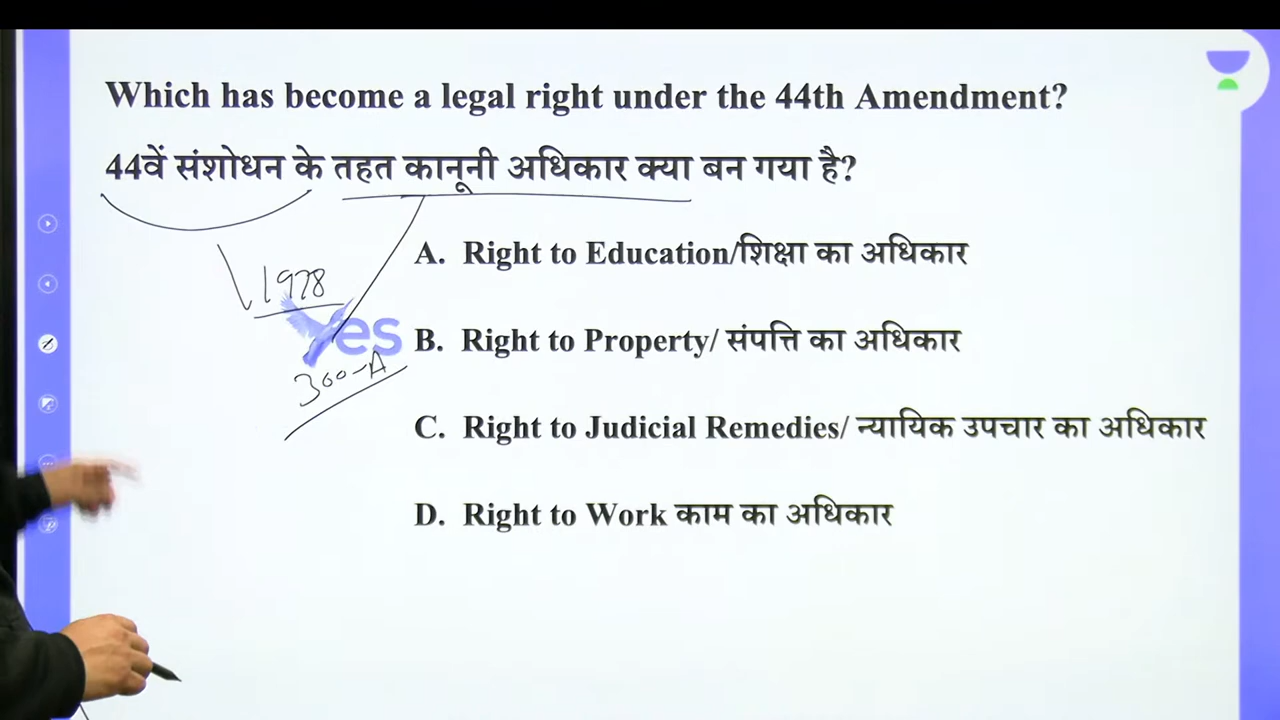 Which has become a legal right under the 44th Amendment?
44वें संशोधन के तहत कानूनी अधिकार क्या बन गया है?
A. Right to Education/शिक्षा का अधिकार
1978
Yes
B. Right to Property/ संपत्ति का अधिकार
300-A
C. Right to Judicial Remedies/ न्यायिक उपचार का अधिकार
D. Right to Work काम का अधिकार